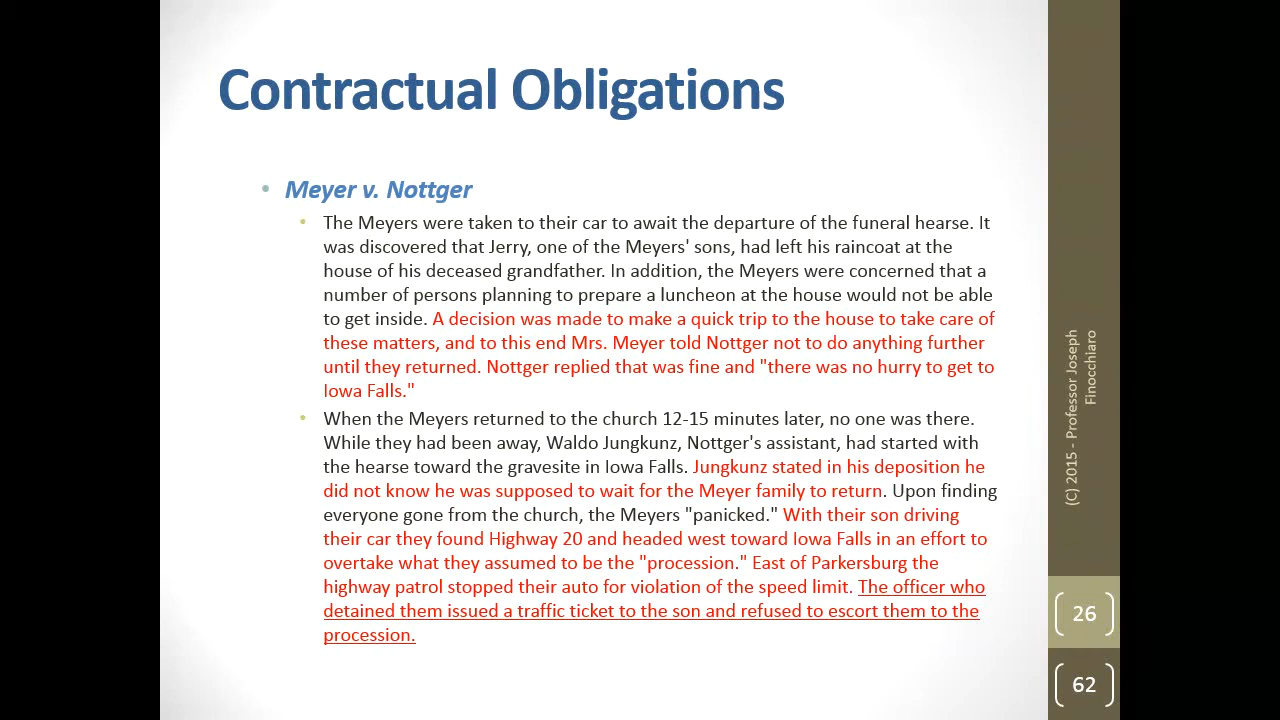 Contractual Obligations
• Meyer v. Nottger
• The Meyers were taken to their car to await the departure of the funeral hearse. It
was discovered that Jerry, one of the Meyers' sons, had left his raincoat at the
house of his deceased grandfather. In addition, the Meyers were concerned that a
number of persons planning to prepare a luncheon at the house would not be able
to get inside. A decision was made to make a quick trip to the house to take care of
these matters, and to this end Mrs. Meyer told Nottger not to do anything further
until they returned. Nottger replied that was fine and "there was no hurry to get to
Iowa Falls."
• When the Meyers returned to the church 12-15 minutes later, no one was there.
While they had been away, Waldo Jungkunz, Nottger's assistant, had started with
the hearse toward the gravesite in Iowa Falls. Jungkunz stated in his deposition he
did not know he was supposed to wait for the Meyer family to return. Upon finding
everyone gone from the church, the Meyers "panicked." With their son driving
their car they found Highway 20 and headed west toward Iowa Falls in an effort to
overtake what they assumed to be the "procession." East of Parkersburg the
highway patrol stopped their auto for violation of the speed limit. The officer who
detained them issued a traffic ticket to the son and refused to escort them to the
procession.
(C) 2015 - Professor Joseph
Finocchiaro
26
62